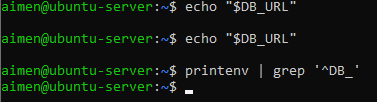 aimen@ubuntu-server:~$ echo "$DB_URL"
aimen@ubuntu-server:~$ echo "$DB_URL"
aimen@ubuntu-server:~$ printenv | grep '^DB_'
aimen@ubuntu-server:~$